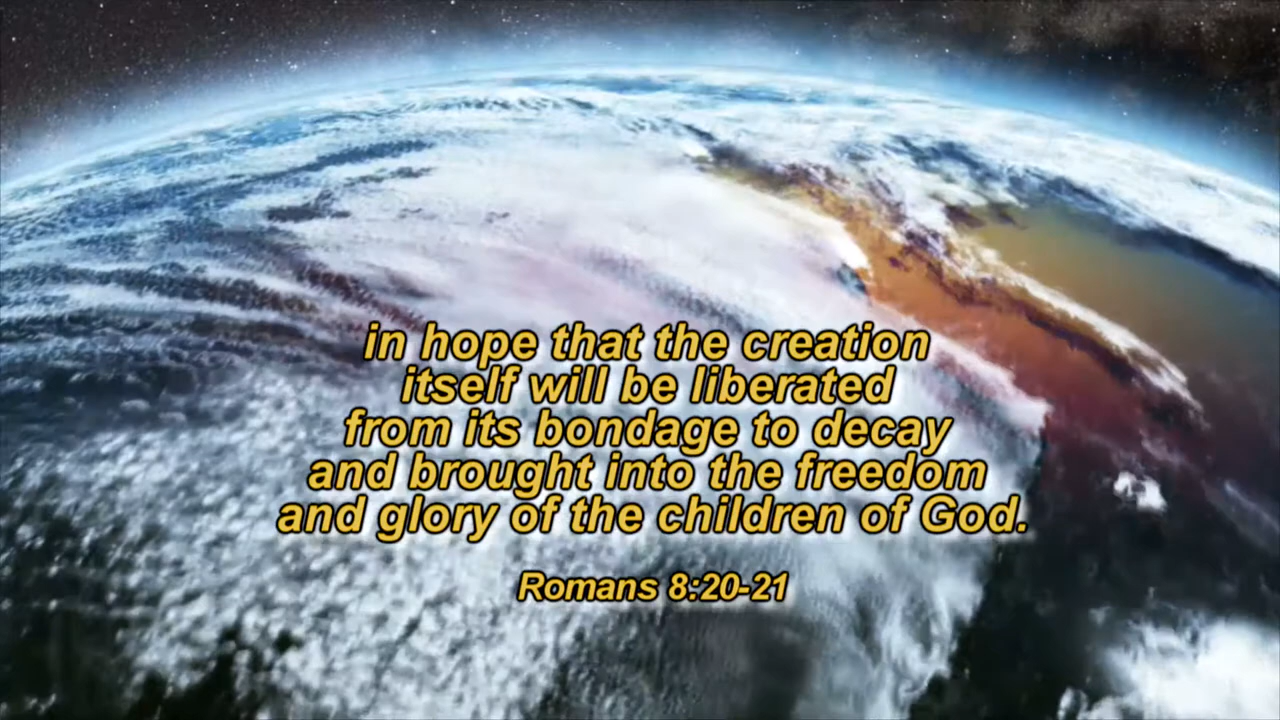 in hope that the creation
itself will be liberated
from its bondage to decay
and brought into the freedom
and glory of the children of God.
Romans 8:20-21